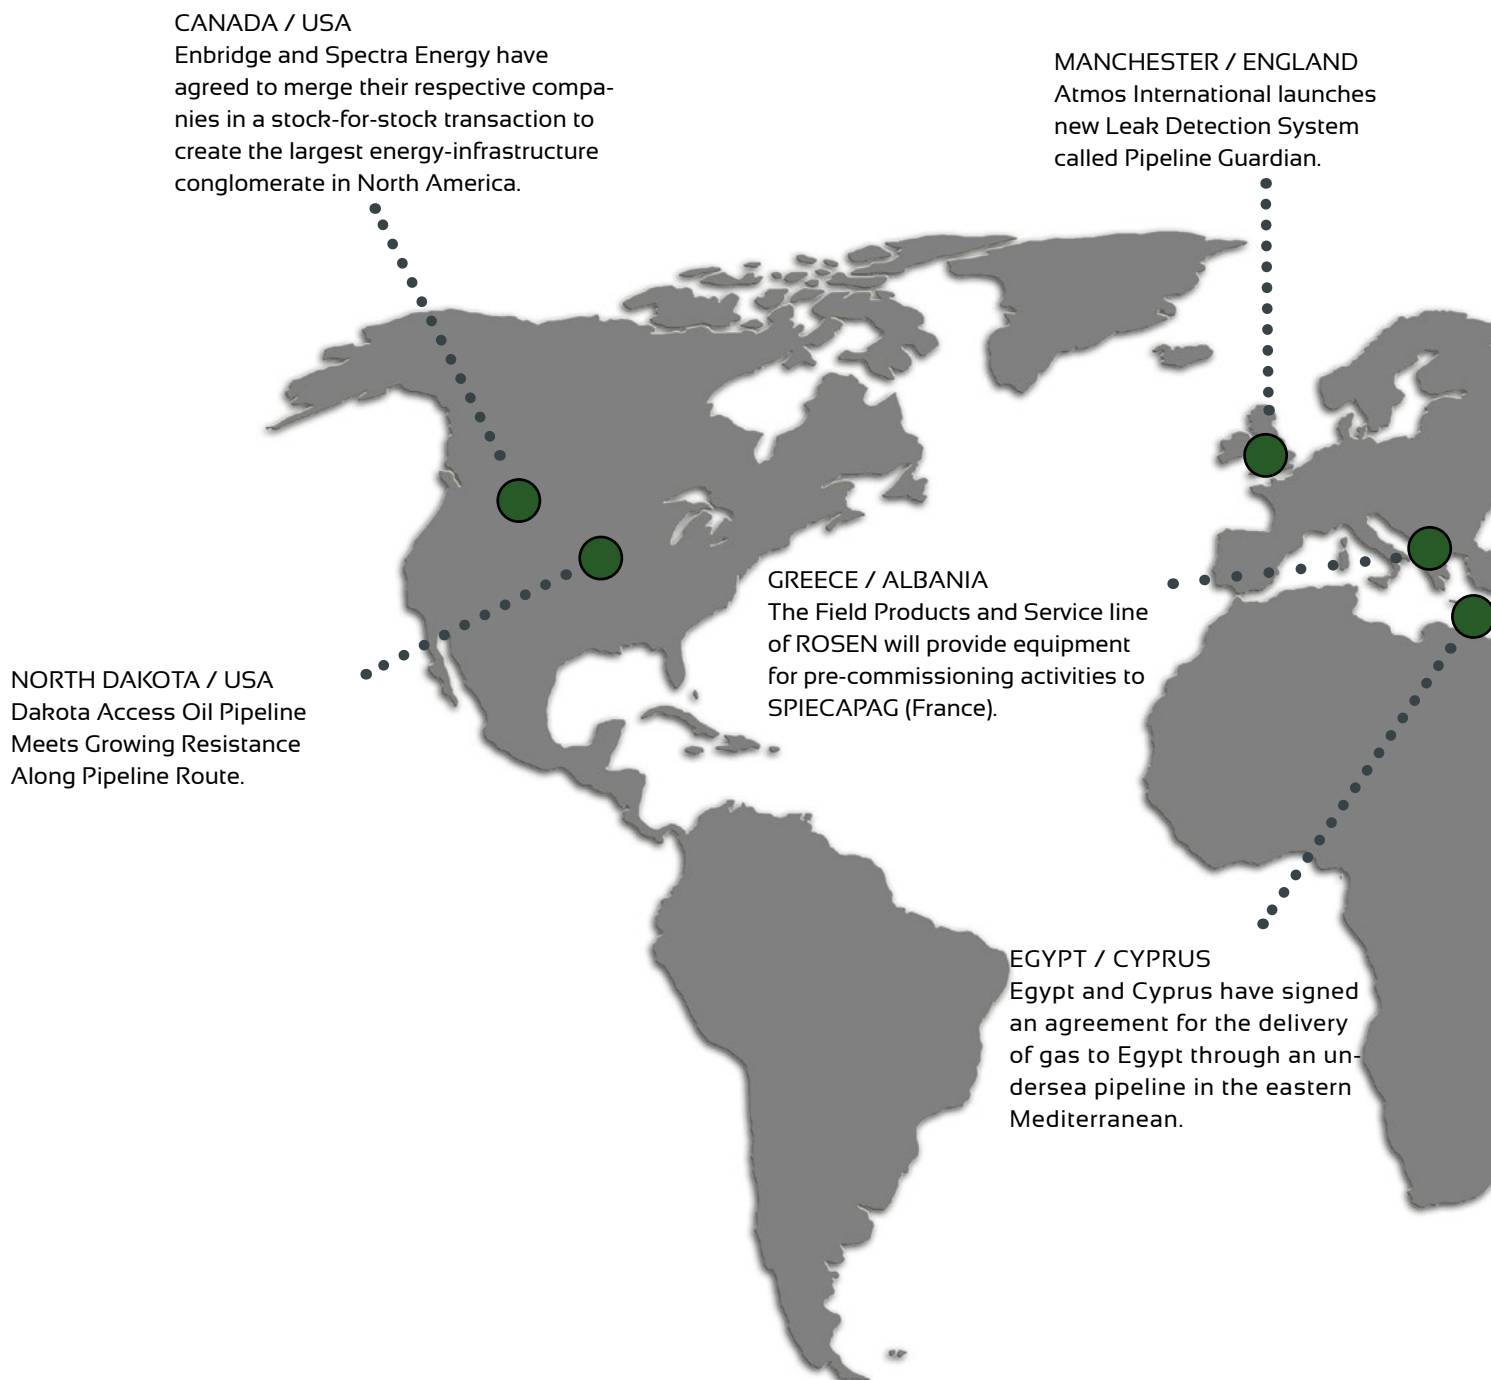 CANADA / USA
Enbridge and Spectra Energy have
agreed to merge their respective compa-
nies in a stock-for-stock transaction to
create the largest energy-infrastructure
conglomerate in North America.
MANCHESTER / ENGLAND
Atmos International launches
new Leak Detection System
called Pipeline Guardian.
GREECE / ALBANIA
The Field Products and Service line
of ROSEN will provide equipment
for pre-commissioning activities to
SPIECAPAG (France).
NORTH DAKOTA / USA
Dakota Access Oil Pipeline
Meets Growing Resistance
Along Pipeline Route.
EGYPT / CYPRUS
Egypt and Cyprus have signed
an agreement for the delivery
of gas to Egypt through an un-
dersea pipeline in the eastern
Mediterranean.